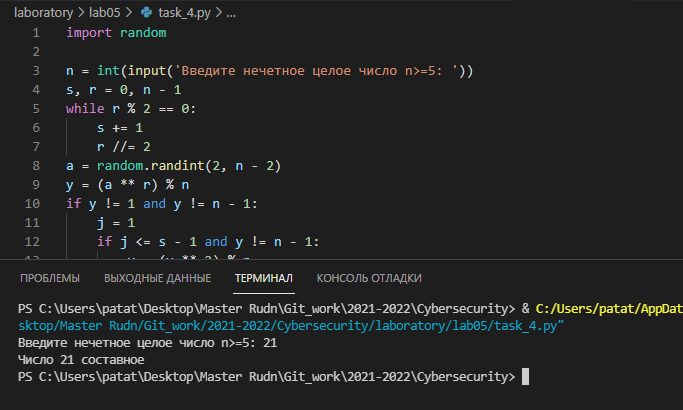 laboratory > lab05 > task_4.py > ...
1 import random
2
3 n = int(input('Введите нечетное целое число n>=5: '))
4 s, r = 0, n - 1
5 while r % 2 == 0:
6 s += 1
7 r //= 2
8 a = random.randint(2, n - 2)
9 y = (a ** r) % n
10 if y != 1 and y != n - 1:
11 j = 1
12 if j <= s - 1 and y != n - 1:
ПРОБЛЕМЫ ВЫХОДНЫЕ ДАННЫЕ ТЕРМИНАЛ КОНСОЛЬ ОТЛАДКИ
PS C:\Users\patat\Desktop\Master Rudn\Git_work\2021-2022\Cybersecurity> & C:/Users/patat/AppDat
sktop/Master Rudn/Git_work/2021-2022/Cybersecurity/laboratory/lab05/task_4.py"
Введите нечетное целое число n>=5: 21
Число 21 составное
PS C:\Users\patat\Desktop\Master Rudn\Git_work\2021-2022\Cybersecurity>